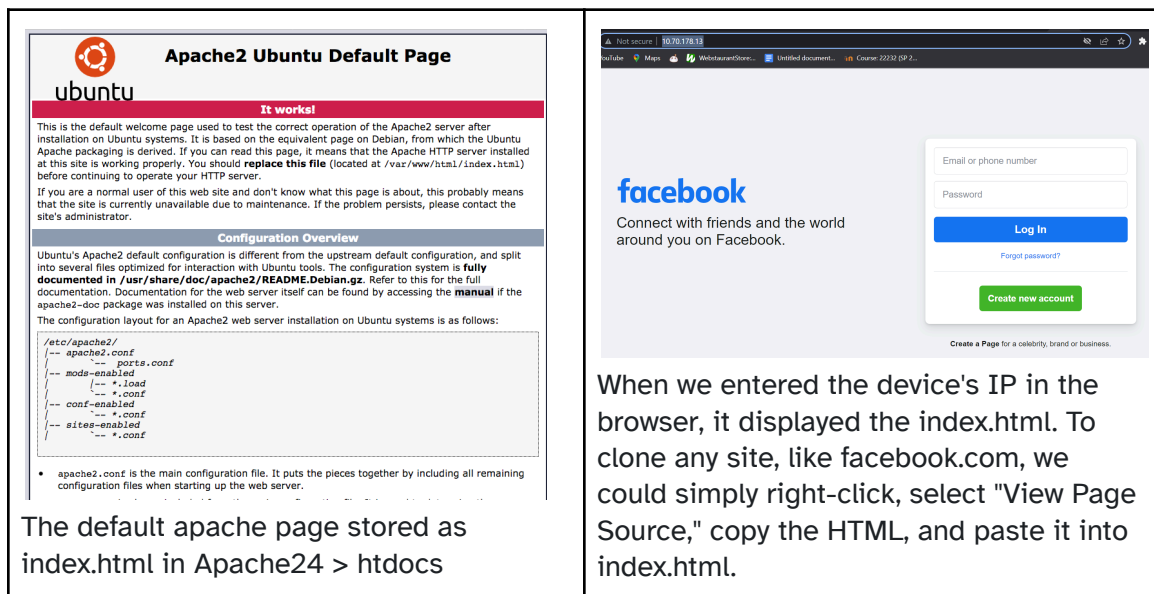 ubuntu
Apache2 Ubuntu Default Page
It works!
This is the default welcome page used to test the correct operation of the Apache2 server after
installation on Ubuntu systems. It is based on the equivalent page on Debian, from which the Ubuntu
Apache packaging is derived. If you can read this page, it means that the Apache HTTP server installed
at this site is working properly. You should replace this file (located at /var/www/html/index.html)
before continuing to operate your HTTP server.
If you are a normal user of this web site and don't know what this page is about, this probably means
that the site is currently unavailable due to maintenance. If the problem persists, please contact the
site's administrator.
Configuration Overview
Ubuntu's Apache2 default configuration is different from the upstream default configuration, and split
into several files optimized for interaction with Ubuntu tools. The configuration system is fully
documented in /usr/share/doc/apache2/README.Debian.gz. Refer to this for the full
documentation. Documentation for the web server itself can be found by accessing the manual if the
apache2-doc package was installed on this server.
The configuration layout for an Apache2 web server installation on Ubuntu systems is as follows:
/etc/apache2/
|-- apache2.conf
|       `--  ports.conf
|-- mods-enabled
|       |-- *.load
|       `-- *.conf
|-- conf-enabled
|       `-- *.conf
|-- sites-enabled
|       `-- *.conf
• apache2.conf is the main configuration file. It puts the pieces together by including all remaining
configuration files when starting up the web server.
The default apache page stored as
index.html in Apache24 > htdocs
Not secure | 10.70.178.13
YouTube Maps WebstaurantStore:... Untitled document... Course: 22232 (SP 2...
facebook
Connect with friends and the world
around you on Facebook.
Email or phone number
Password
Log In
Forgot password?
Create new account
Create a Page for a celebrity, brand or business.
When we entered the device's IP in the
browser, it displayed the index.html. To
clone any site, like facebook.com, we
could simply right-click, select "View Page
Source," copy the HTML, and paste it into
index.html.